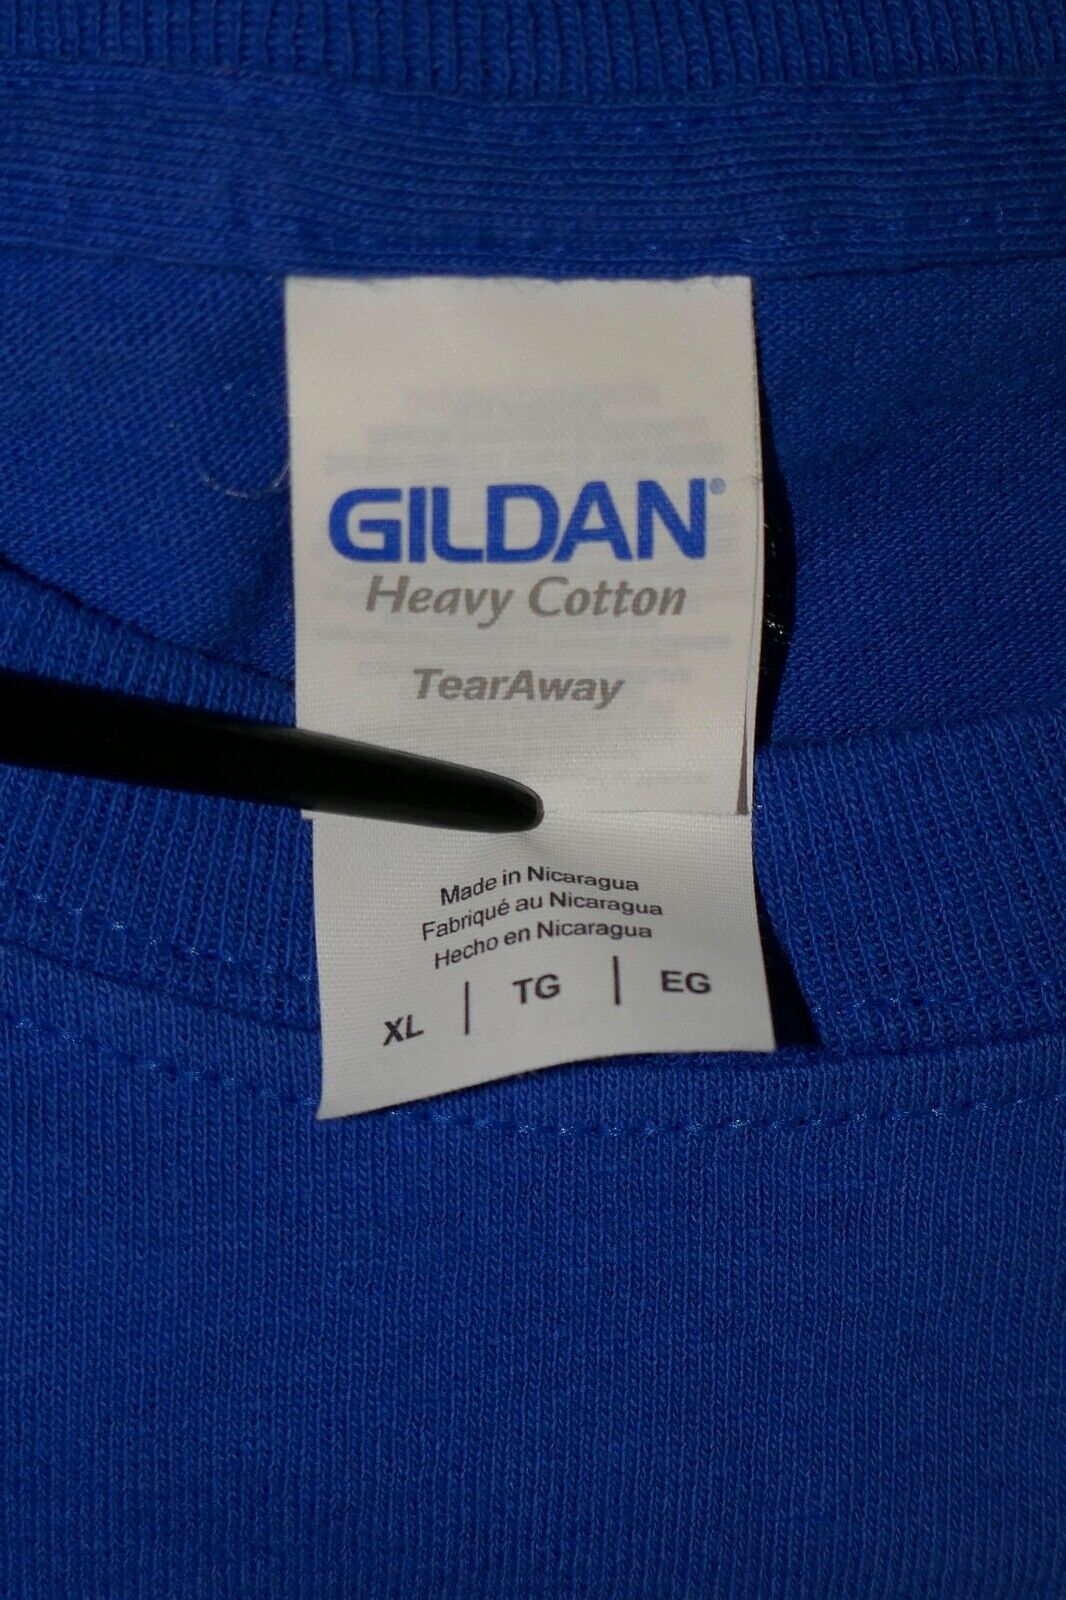 GILDAN®
Heavy Cotton
TearAway
Made in Nicaragua
Fabriqué au Nicaragua
Hecho en Nicaragua
XL | TG | EG